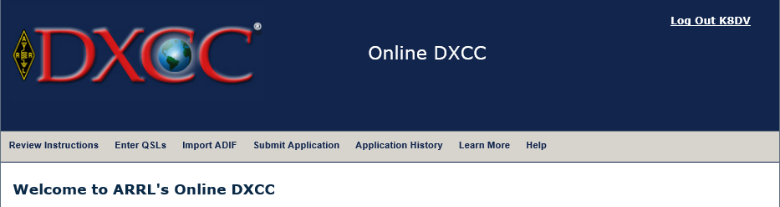 Log Out K8DV
DXCC®
Online DXCC
Review Instructions Enter QSLs Import ADIF Submit Application Application History Learn More Help
Welcome to ARRL's Online DXCC